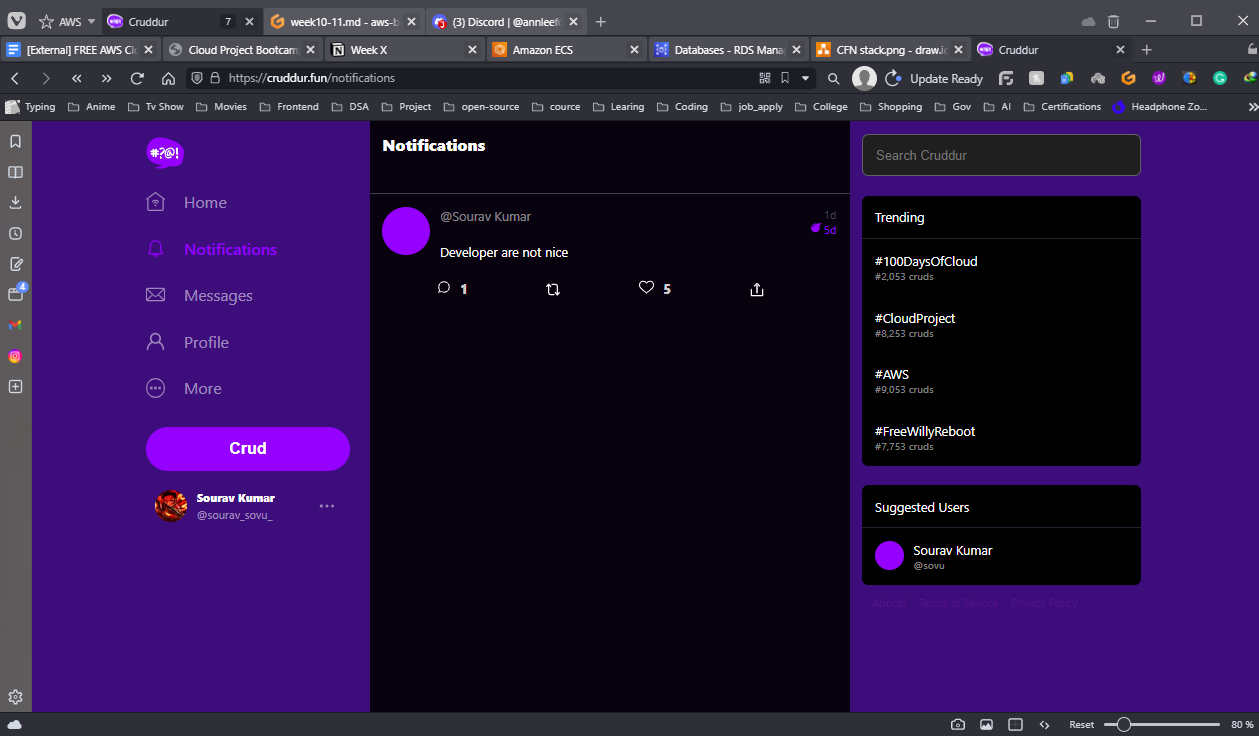 AWS
Cruddur
7
week10-11.md - aws-b
(3) Discord | @annleefo
[External] FREE AWS Cl
Cloud Project Bootcam
Week X
Amazon ECS
Databases - RDS Mana
CFN stack.png - draw.io
Cruddur
https://cruddur.fun/notifications
Update Ready
Typing
Anime
Tv Show
Movies
Frontend
DSA
Project
open-source
cource
Learing
Coding
job_apply
College
Shopping
Gov
AI
Certifications
Headphone Zo...
4
#?@!
Home
Notifications
Messages
Profile
More
Crud
Sourav Kumar
@sourav_sovu_
Notifications
@Sourav Kumar
1d
5d
Developer are not nice
1
5
Search Cruddur
Trending
#100DaysOfCloud
#2,053 cruds
#CloudProject
#8,253 cruds
#AWS
#9,053 cruds
#FreeWillyReboot
#7,753 cruds
Suggested Users
Sourav Kumar
@sovu
About!
Terms of Service
Privacy Policy
Reset
80 %